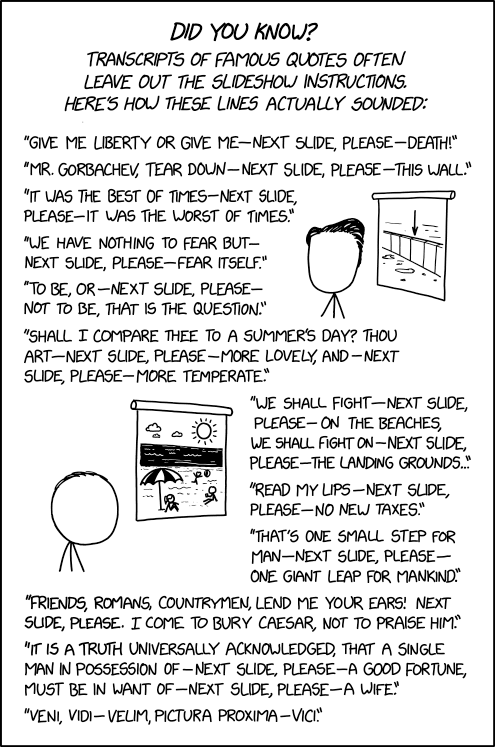 DID YOU KNOW?
TRANSCRIPTS OF FAMOUS QUOTES OFTEN
LEAVE OUT THE SLIDESHOW INSTRUCTIONS.
HERE'S HOW THESE LINES ACTUALLY SOUNDED:
"GIVE ME LIBERTY OR GIVE ME—NEXT SLIDE, PLEASE—DEATH!"
"MR. GORBACHEV, TEAR DOWN—NEXT SLIDE, PLEASE—THIS WALL."
"IT WAS THE BEST OF TIMES—NEXT SLIDE,
PLEASE—IT WAS THE WORST OF TIMES."
"WE HAVE NOTHING TO FEAR BUT—
NEXT SLIDE, PLEASE—FEAR ITSELF."
"TO BE, OR—NEXT SLIDE, PLEASE—
NOT TO BE, THAT IS THE QUESTION."
"SHALL I COMPARE THEE TO A SUMMER'S DAY? THOU
ART—NEXT SLIDE, PLEASE—MORE LOVELY, AND—NEXT
SLIDE, PLEASE—MORE TEMPERATE."
"WE SHALL FIGHT—NEXT SLIDE,
PLEASE—ON THE BEACHES,
WE SHALL FIGHT ON—NEXT SLIDE,
PLEASE—THE LANDING GROUNDS..."
"READ MY LIPS—NEXT SLIDE,
PLEASE—NO NEW TAXES."
"THAT'S ONE SMALL STEP FOR
MAN—NEXT SLIDE, PLEASE—
ONE GIANT LEAP FOR MANKIND."
"FRIENDS, ROMANS, COUNTRYMEN, LEND ME YOUR EARS! NEXT
SLIDE, PLEASE. I COME TO BURY CAESAR, NOT TO PRAISE HIM."
"IT IS A TRUTH UNIVERSALLY ACKNOWLEDGED, THAT A SINGLE
MAN IN POSSESSION OF—NEXT SLIDE, PLEASE—A GOOD FORTUNE,
MUST BE IN WANT OF—NEXT SLIDE, PLEASE—A WIFE."
"VENI, VIDI—VELIM, PICTURA PROXIMA—VICI."